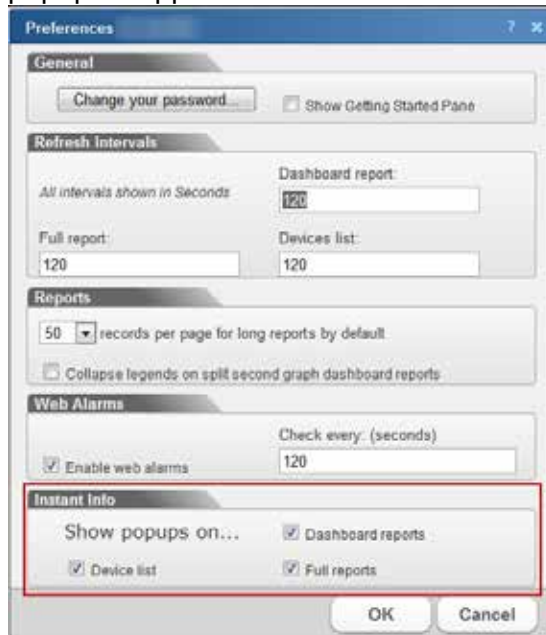 Preferences ? x
General
Change your password...
Show Getting Started Pane
Refresh Intervals
All intervals shown in Seconds
Dashboard report:
120
Full report:
120
Devices list:
120
Reports
50 records per page for long reports by default
Collapse legends on split second graph dashboard reports
Web Alarms
Enable web alarms
Check every: (seconds)
120
Instant Info
Show popups on...
Dashboard reports
Device list
Full reports
OK Cancel